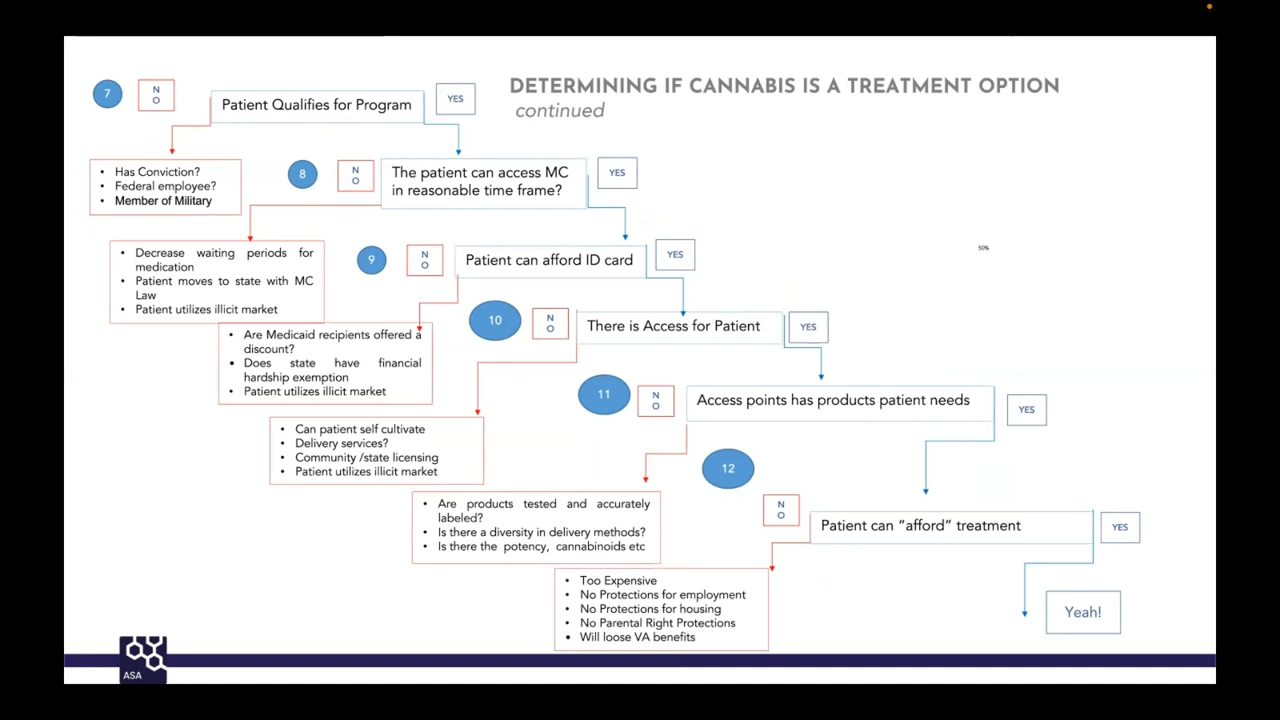 DETERMINING IF CANNABIS IS A TREATMENT OPTION
continued
7
N
O
Patient Qualifies for Program
YES
• Has Conviction?
• Federal employee?
• Member of Military
8
N
O
The patient can access MC
in reasonable time frame?
YES
• Decrease waiting periods for
medication
• Patient moves to state with MC
Law
• Patient utilizes illicit market
9
N
O
Patient can afford ID card
YES
50%
• Are Medicaid recipients offered a
discount?
• Does state have financial
hardship exemption
• Patient utilizes illicit market
10
N
O
There is Access for Patient
YES
• Can patient self cultivate
• Delivery services?
• Community /state licensing
• Patient utilizes illicit market
11
N
O
Access points has products patient needs
YES
• Are products tested and accurately
labeled?
• Is there a diversity in delivery methods?
• Is there the potency, cannabinoids etc
12
N
O
Patient can “afford” treatment
YES
• Too Expensive
• No Protections for employment
• No Protections for housing
• No Parental Right Protections
• Will loose VA benefits
Yeah!
ASA